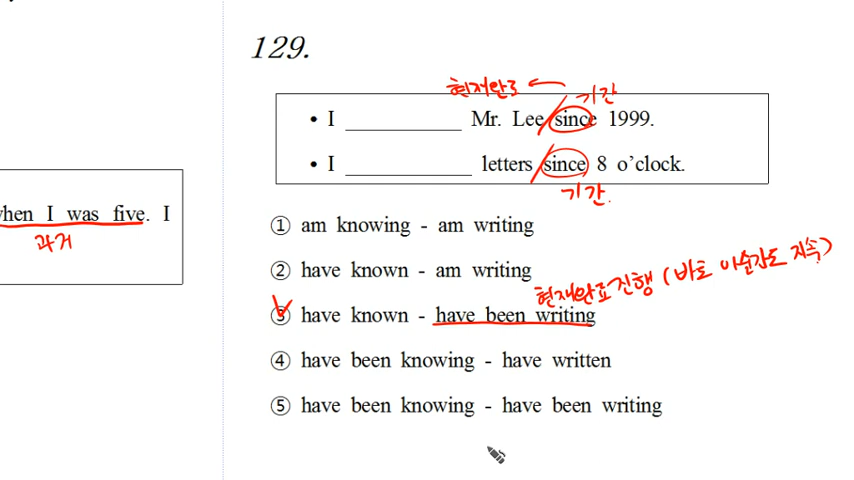 129.
현재완료
기간
• I ________ Mr. Lee since 1999.
• I ________ letters since 8 o’clock.
기간.
when I was five. I
과거
① am knowing - am writing
② have known - am writing
현재완료 진행 (바로 이순간도 지속)
③ have known - have been writing
④ have been knowing - have written
⑤ have been knowing - have been writing